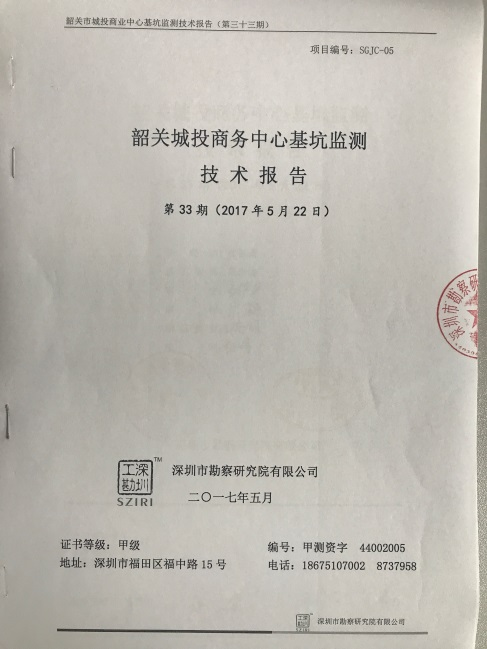 韶关市城投商业中心基坑监测技术报告（第三十三期）
项目编号：SGJC-05
韶关城投商务中心基坑监测
技 术 报 告
第 33 期（2017 年 5 月 22 日）
深圳市勘察研
工深
勘圳
TM
SZIRI
深圳市勘察研究院有限公司
二〇一七年五月
证书等级：甲级
编号：甲测资字 44002005
地址：深圳市福田区福中路 15 号
电话：18675107002 8737958
深圳市勘察研究院有限公司